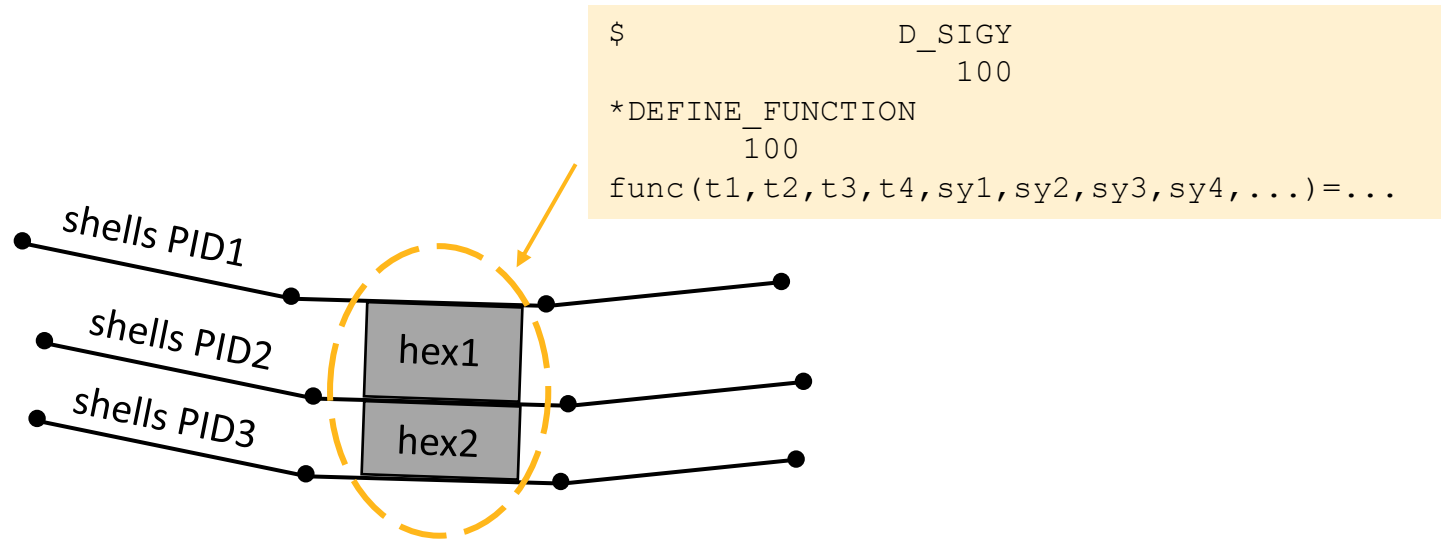 $ D_SIGY
100
*DEFINE_FUNCTION
100
func(t1,t2,t3,t4,sy1,sy2,sy3,sy4,...)=...
shells PID1
shells PID2
hex1
shells PID3
hex2